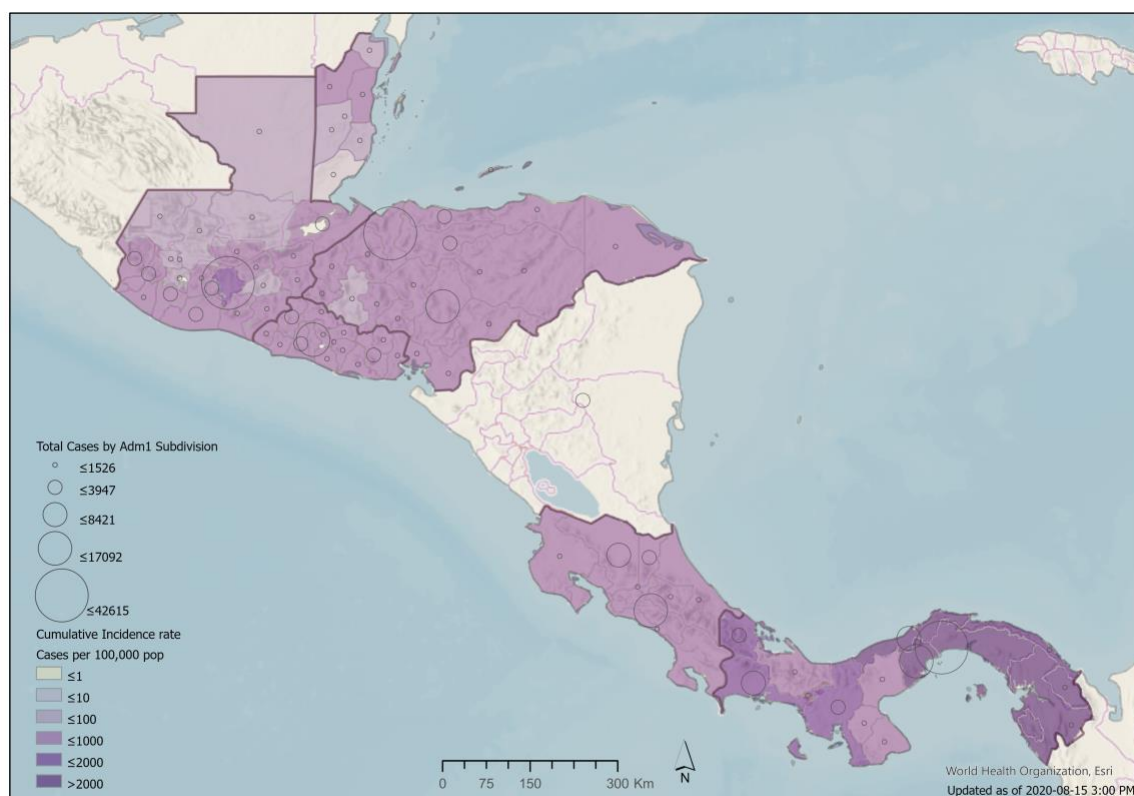 Total Cases by Adm1 Subdivision
≤1526
≤3947
≤8421
≤17092
≤42615
Cumulative Incidence rate
Cases per 100,000 pop
≤1
≤10
≤100
≤1000
≤2000
>2000
0 75 150 300 Km
N
World Health Organization, Esri
Updated as of 2020-08-15 3:00 PM